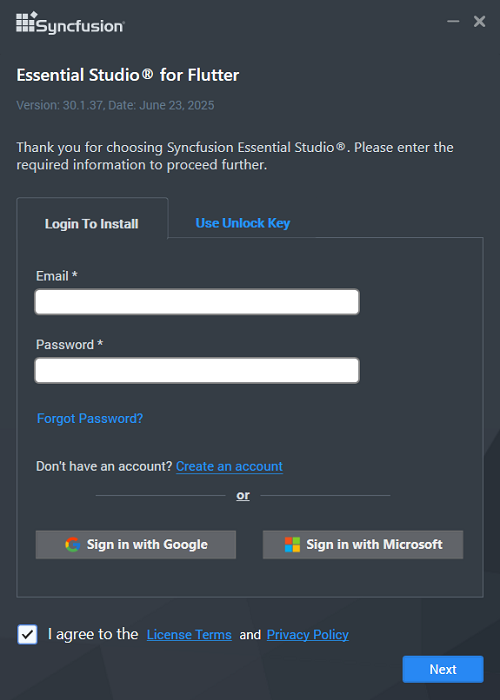 Syncfusion®
Essential Studio® for Flutter
Version: 30.1.37, Date: June 23, 2025
Thank you for choosing Syncfusion Essential Studio®. Please enter the
required information to proceed further.
Login To Install
Use Unlock Key
Email *
Password *
Forgot Password?
Don't have an account? Create an account
or
Sign in with Google
Sign in with Microsoft
I agree to the License Terms and Privacy Policy
Next